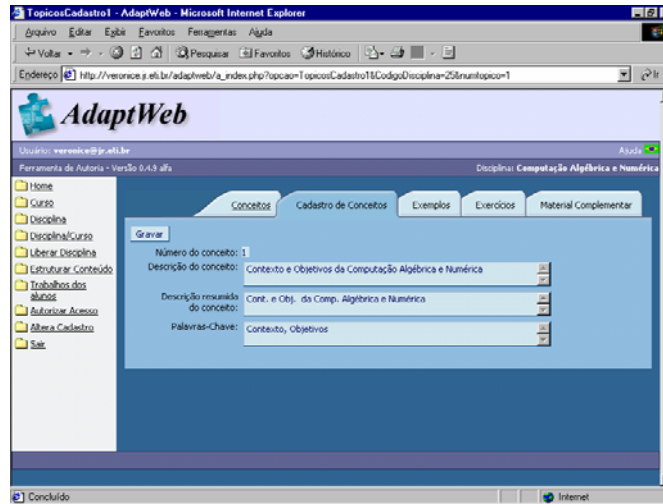 TopicosCadastro1 - AdaptWeb - Microsoft Internet Explorer
Arquivo Editar Exibir Favoritos Ferramentas Ajuda
Voltar Pesquisar Favoritos Histórico
Endereço http://veronice.jr.eti.br/adaptweb/a_index.php?opcao=TopicosCadastro1&CodigoDisciplina=25&numtopico=1 Ir
AdaptWeb
Usuário: veronice@jr.eti.br Ajuda
Ferramenta de Autoria - Versão 0.4.9 alfa Disciplina: Computação Algébrica e Numérica
Home
Curso
Disciplina
Disciplina/Curso
Liberar Disciplina
Estruturar Conteúdo
Trabalhos dos
alunos
Autorizar Acesso
Altera Cadastro
Sair
Conceitos Cadastro de Conceitos Exemplos Exercícios Material Complementar
Gravar
Número do conceito: 1
Descrição do conceito: Contexto e Objetivos da Computação Algébrica e Numérica
Descrição resumida
do conceito: Cont. e Obj. da Comp. Algébrica e Numérica
Palavras-Chave: Contexto, Objetivos
Concluído Internet